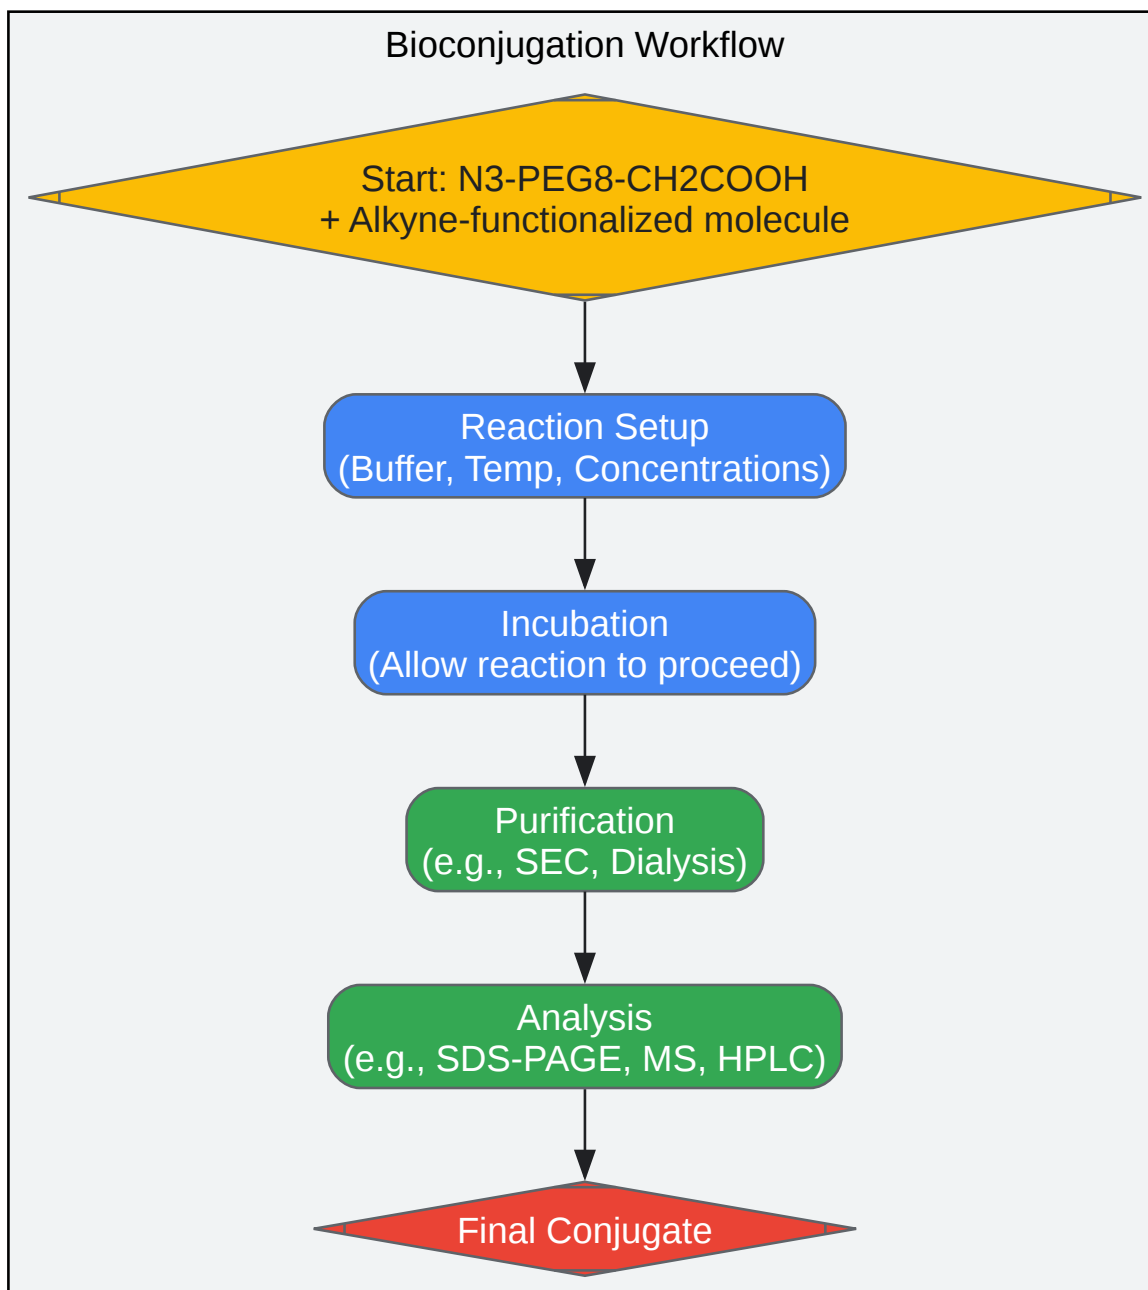 Bioconjugation Workflow
Start: N3-PEG8-CH2COOH
+ Alkyne-functionalized molecule
Reaction Setup
(Buffer, Temp, Concentrations)
Incubation
(Allow reaction to proceed)
Purification
(e.g., SEC, Dialysis)
Analysis
(e.g., SDS-PAGE, MS, HPLC)
Final Conjugate